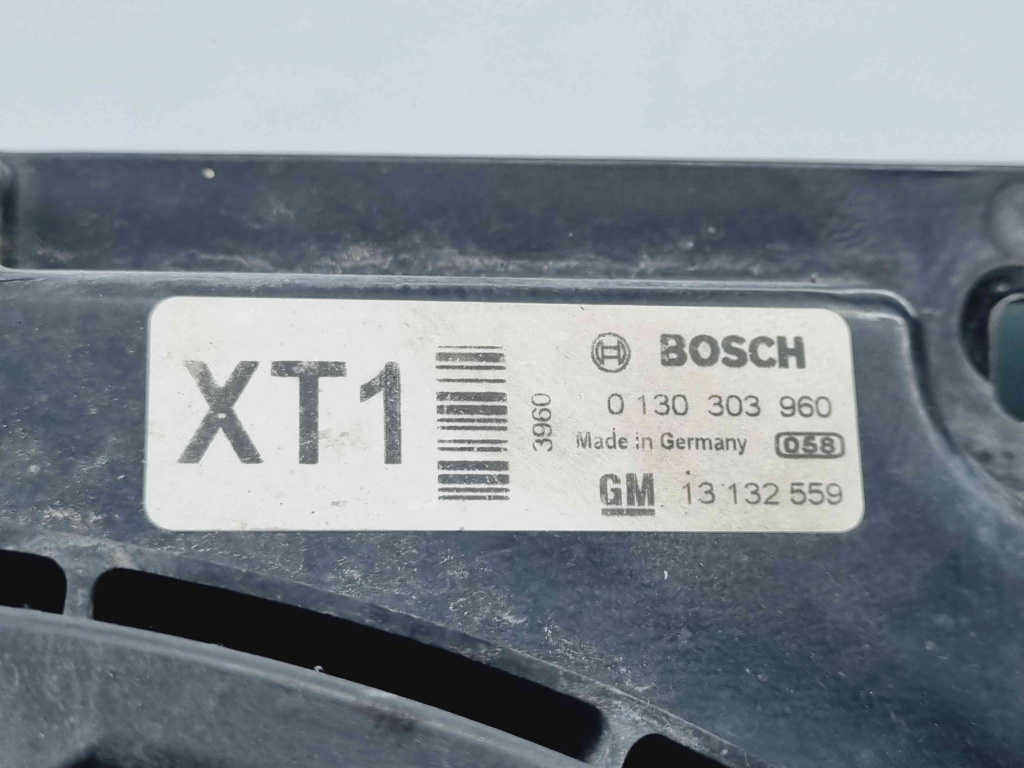 XT1
3960
BOSCH
0 130 303 960
Made in Germany 058
GM 13 132 559